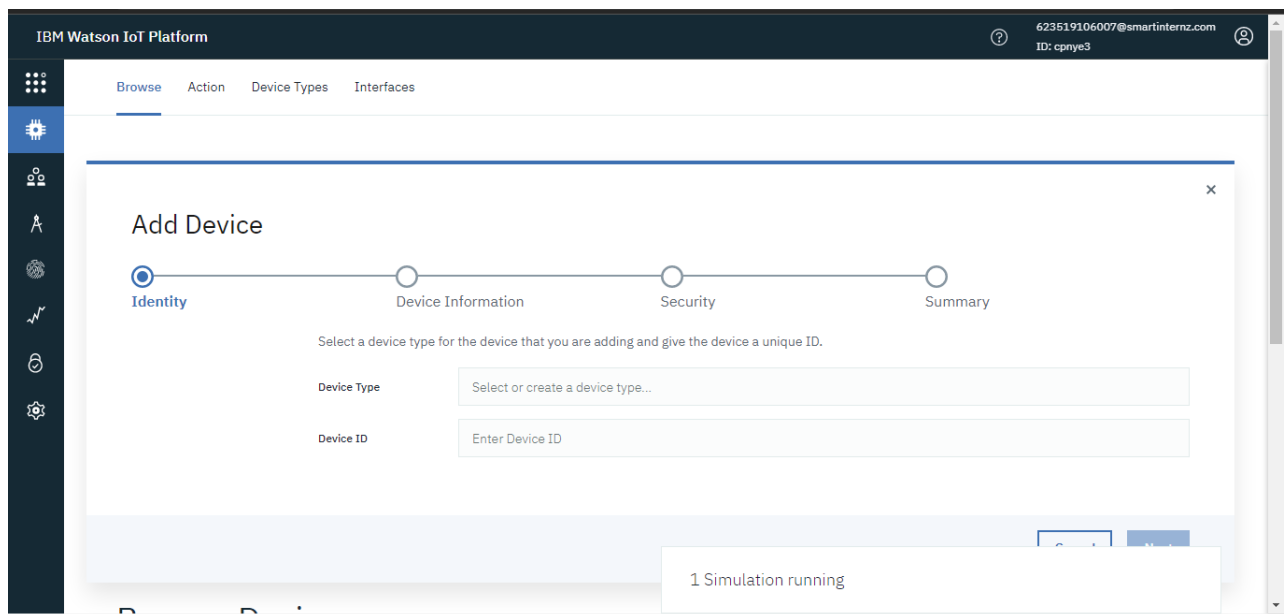 IBM Watson IoT Platform
623519106007@smartinternz.com
ID: cpnye3
Browse Action Device Types Interfaces
Add Device
Identity Device Information Security Summary
Select a device type for the device that you are adding and give the device a unique ID.
Device Type Select or create a device type...
Device ID Enter Device ID
1 Simulation running